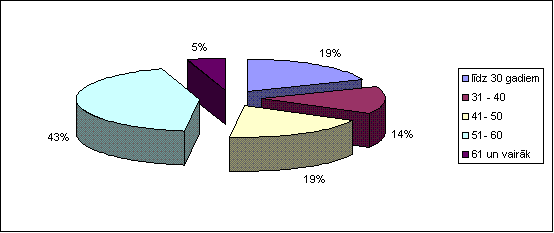 5%
19%
14%
19%
43%
līdz 30 gadiem
31 - 40
41- 50
51- 60
61 un vairāk